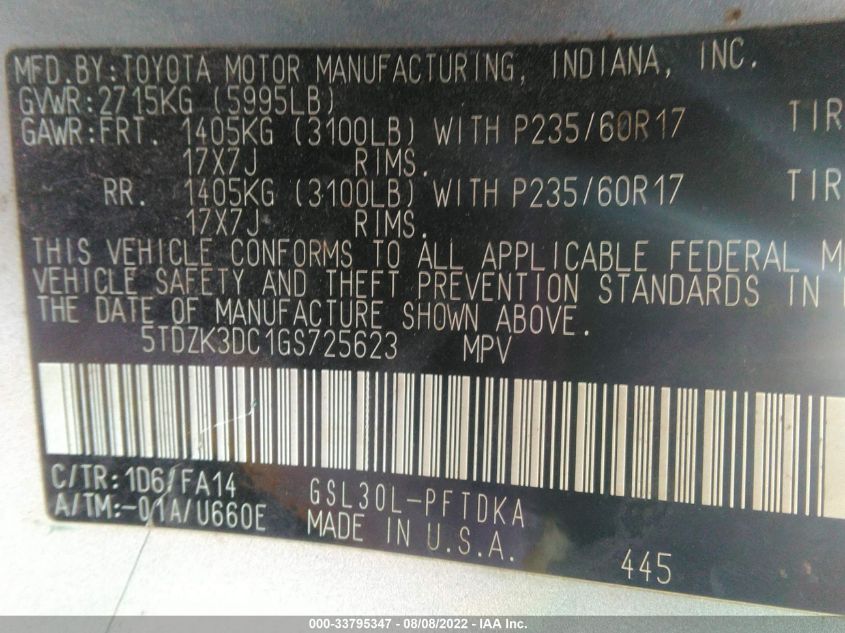 MFD.BY:TOYOTA MOTOR MANUFACTURING, INDIANA, INC.
GVWR:2715KG (5995LB)
GAWR:FRT. 1405KG (3100LB) WITH P235/60R17 TIR
17X7J RIMS.
RR. 1405KG (3100LB) WITH P235/60R17 TIR
17X7J RIMS.
THIS VEHICLE CONFORMS TO ALL APPLICABLE FEDERAL M
VEHICLE SAFETY AND THEFT PREVENTION STANDARDS IN
THE DATE OF MANUFACTURE SHOWN ABOVE.
5TDZK3DC1GS725623 MPV
C/TR:1D6/FA14 GSL30L-PFTDKA
A/TM:-01A/U660E MADE IN U.S.A.
445
000-33795347 - 08/08/2022 - IAA Inc.